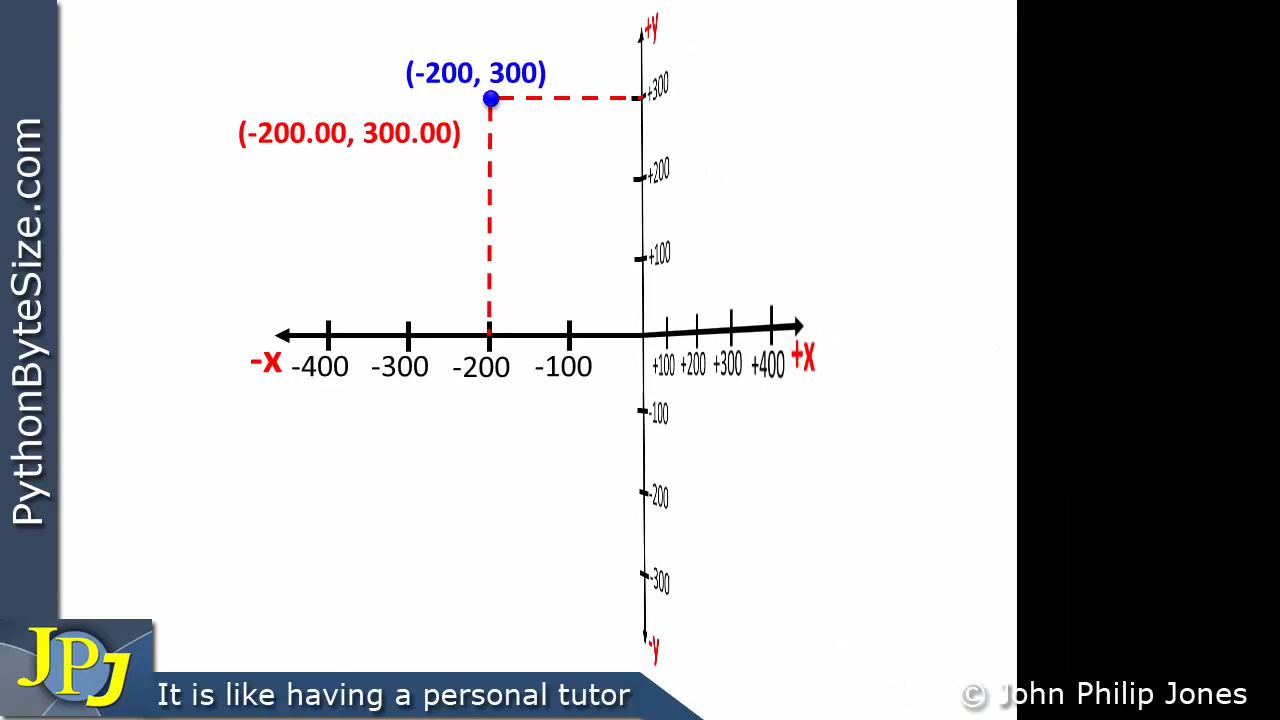 +y
(-200, 300)
+300
(-200.00, 300.00)
+200
+100
-x -400 -300 -200 -100 +100 +200 +300 +400 +x
-100
-200
-300
-y
PythonByteSize.com
JPJ
It is like having a personal tutor
© John Philip Jones